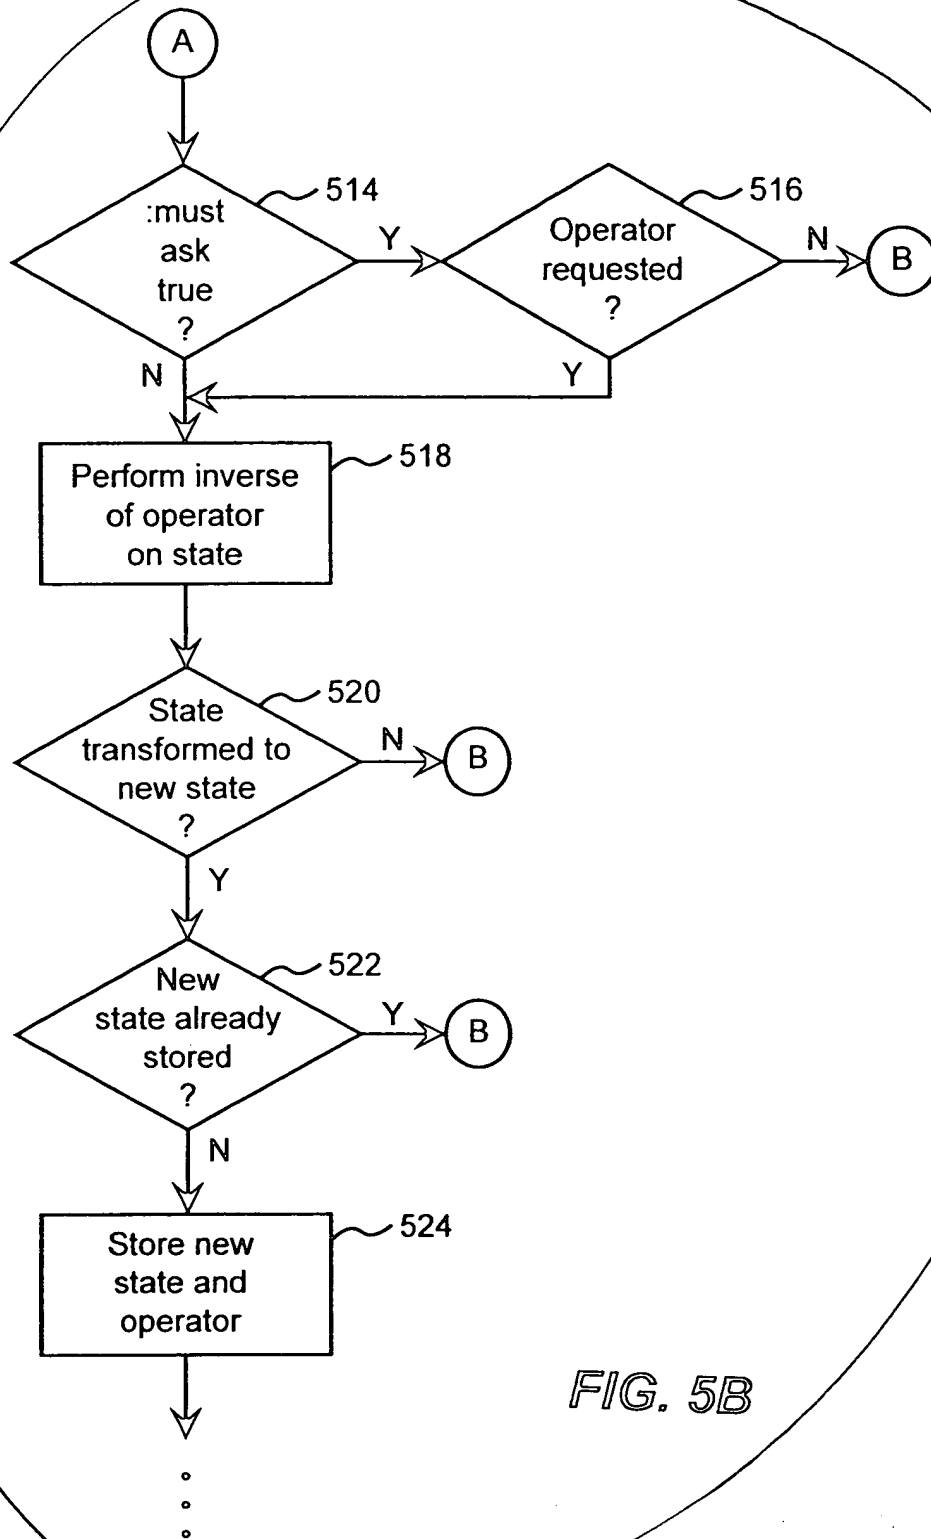 A
514
:must
ask
true
?
Y
N
516
Operator
requested
?
N
B
Y
518
Perform inverse
of operator
on state
520
State
transformed to
new state
?
N
B
Y
522
New
state already
stored
?
Y
B
N
524
Store new
state and
operator
FIG. 5B